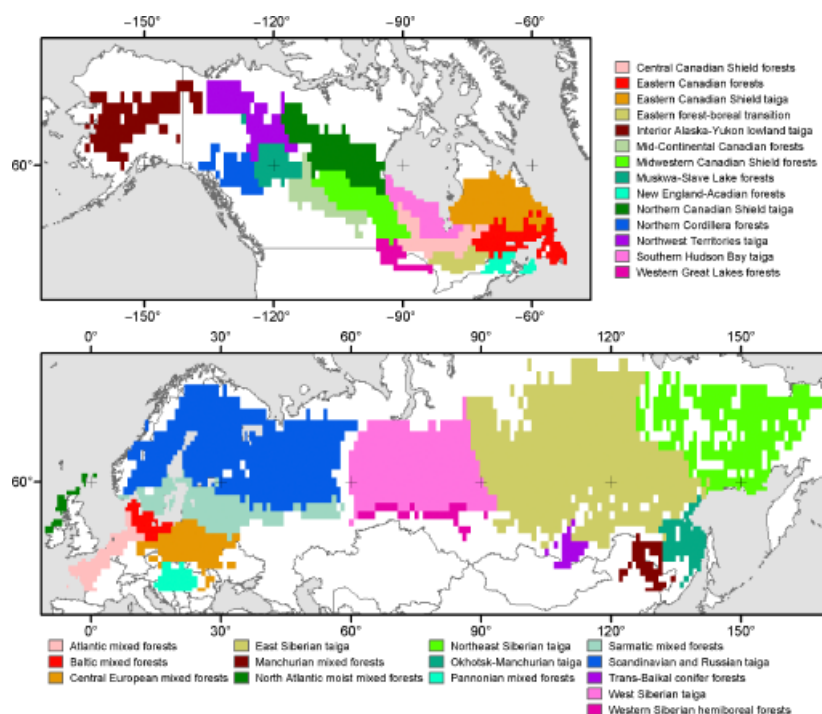 −150° −120° −90° −60°
60°
−150° −120° −90° −60°
Central Canadian Shield forests
Eastern Canadian forests
Eastern Canadian Shield taiga
Eastern forest-boreal transition
Interior Alaska-Yukon lowland taiga
Mid-Continental Canadian forests
Midwestern Canadian Shield forests
Muskwa-Slave Lake forests
New England-Acadian forests
Northern Canadian Shield taiga
Northern Cordillera forests
Northwest Territories taiga
Southern Hudson Bay taiga
Western Great Lakes forests
0° 30° 60° 90° 120° 150°
60° 60°
0° 30° 60° 90° 120° 150°
Atlantic mixed forests
Baltic mixed forests
Central European mixed forests
East Siberian taiga
Manchurian mixed forests
North Atlantic moist mixed forests
Northeast Siberian taiga
Okhotsk-Manchurian taiga
Pannonian mixed forests
Sarmatic mixed forests
Scandinavian and Russian taiga
Trans-Baikal conifer forests
West Siberian taiga
Western Siberian hemiboreal forests